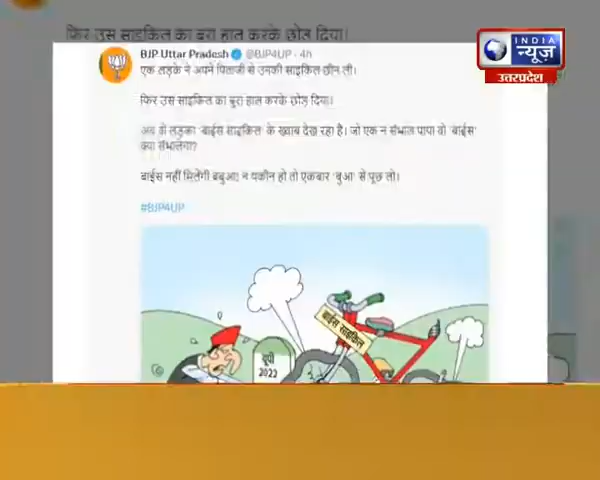 फिर उस साइकिल का बुरा हाल करके छोड़ दिया।
INDIA
न्यूज़
उत्तरप्रदेश
BJP Uttar Pradesh @BJP4UP · 4h
एक लड़के ने अपने पिताजी से उनकी साइकिल छीन ली।
फिर उस साइकिल का बुरा हाल करके छोड़ दिया।
अब वो लड़का 'बाईस साइकिल' के ख्वाब देख रहा है। जो एक न संभाल पाया वो 'बाईस'
क्या संभालेगा?
बाईस नहीं मिलेंगी बबुआ! न यकीन हो तो एकबार 'बुआ' से पूछ लो।
#BJP4UP
बाईस साइकिल
यूपी
2022